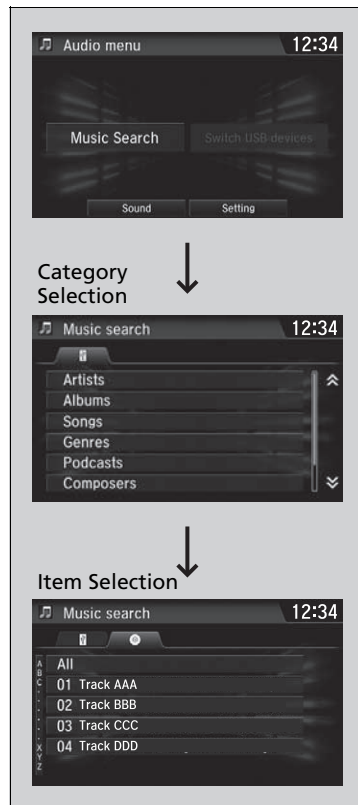 Audio menu 12:34
Music Search Switch USB devices
Sound Setting
Category
Selection
Music search 12:34
Artists
Albums
Songs
Genres
Podcasts
Composers
Item Selection
Music search 12:34
A
B
C
All
01 Track AAA
02 Track BBB
03 Track CCC
04 Track DDD
X
Y
Z